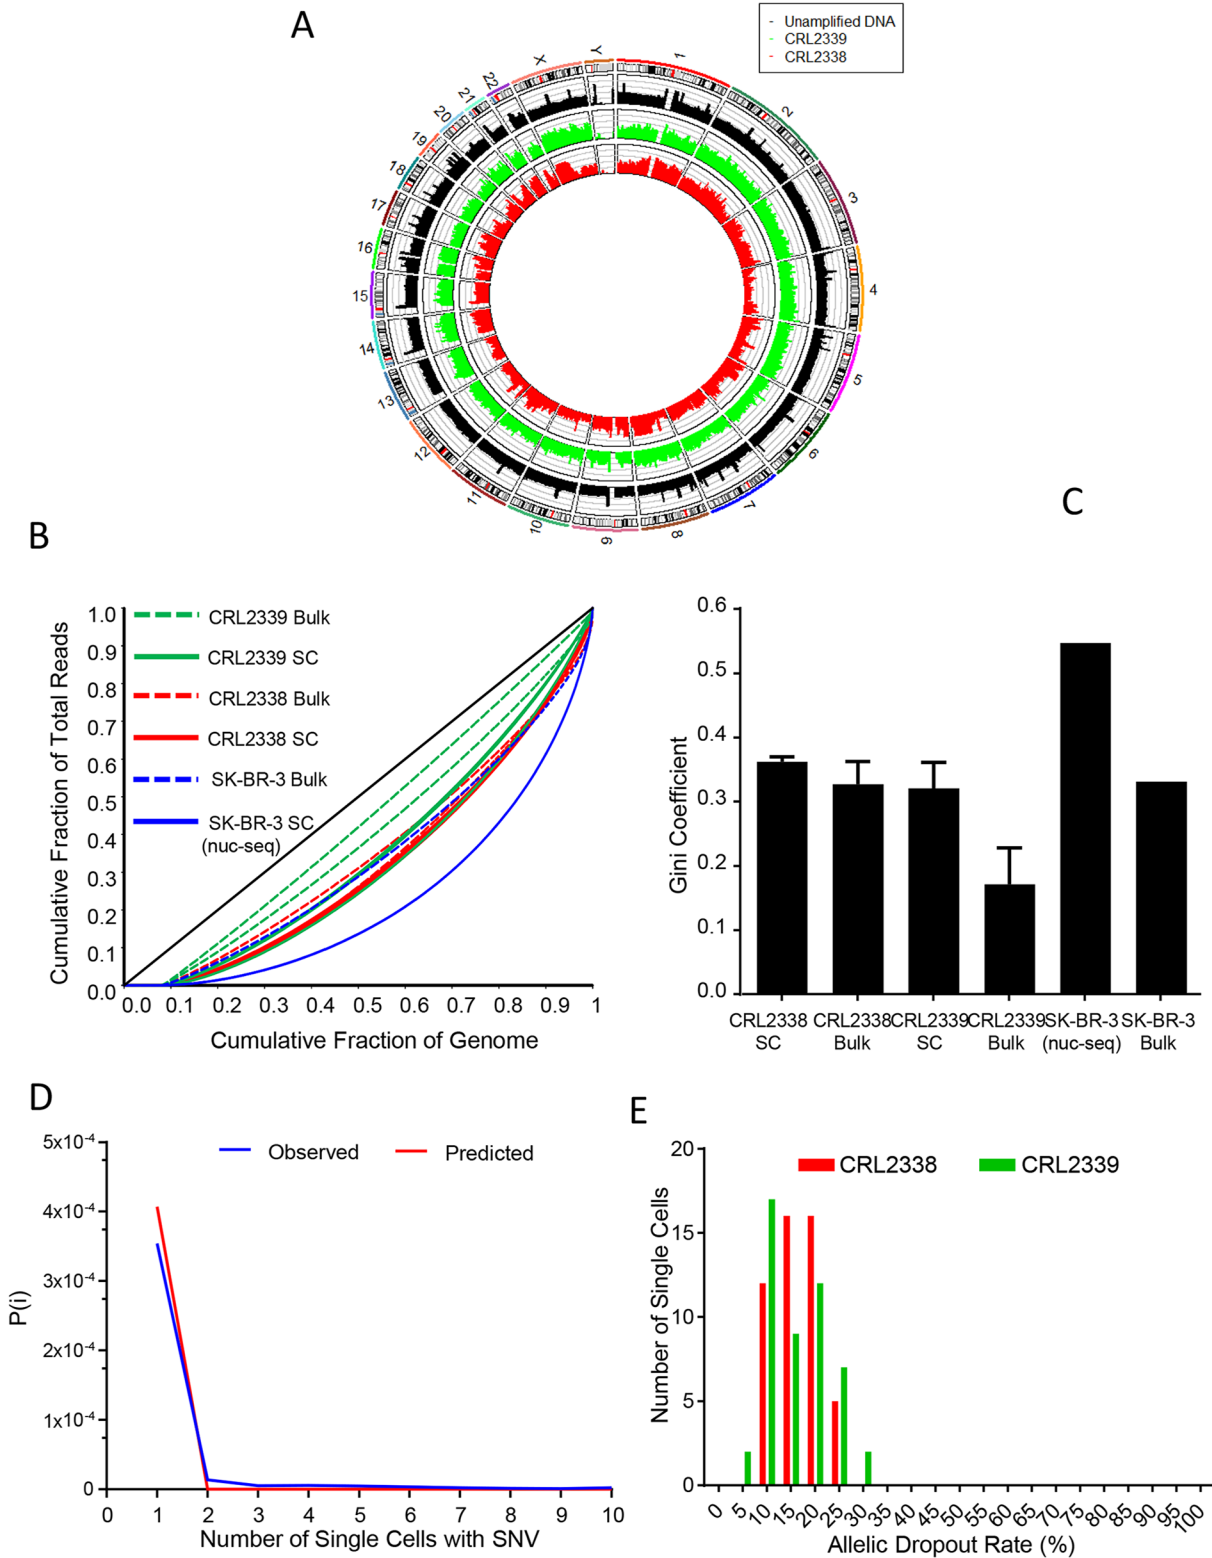 A
Unamplified DNA
CRL2339
CRL2338
1
2
3
4
5
6
7
8
9
10
11
12
13
14
15
16
17
18
19
20
21
22
X
Y
B
1.0
0.9
0.8
0.7
0.6
0.5
0.4
0.3
0.2
0.1
0.0
Cumulative Fraction of Total Reads
CRL2339 Bulk
CRL2339 SC
CRL2338 Bulk
CRL2338 SC
SK-BR-3 Bulk
SK-BR-3 SC
(nuc-seq)
0.0 0.1 0.2 0.3 0.4 0.5 0.6 0.7 0.8 0.9 1
Cumulative Fraction of Genome
C
0.6
0.5
0.4
0.3
0.2
0.1
0.0
Gini Coefficient
CRL2338 CRL2338 CRL2339 CRL2339 SK-BR-3 SK-BR-3
SC Bulk SC Bulk (nuc-seq) Bulk
D
5x10-4
4x10-4
3x10-4
2x10-4
1x10-4
0
P(i)
Observed Predicted
0 1 2 3 4 5 6 7 8 9 10
Number of Single Cells with SNV
E
20
15
10
5
0
Number of Single Cells
CRL2338 CRL2339
0 5 10 15 20 25 30 35 40 45 50 55 60 65 70 75 80 85 90 95 100
Allelic Dropout Rate (%)